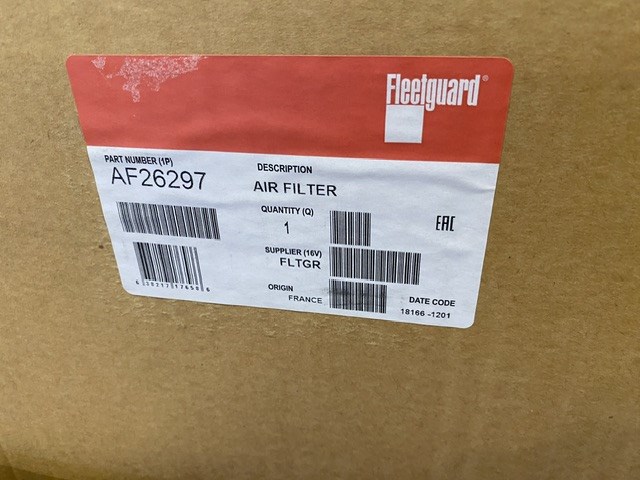 Fleetguard®
PART NUMBER (1P)
AF26297
DESCRIPTION
AIR FILTER
QUANTITY (Q)
1
SUPPLIER (16V)
FLTGR
ORIGIN
FRANCE
EAC
DATE CODE
18166 -1201